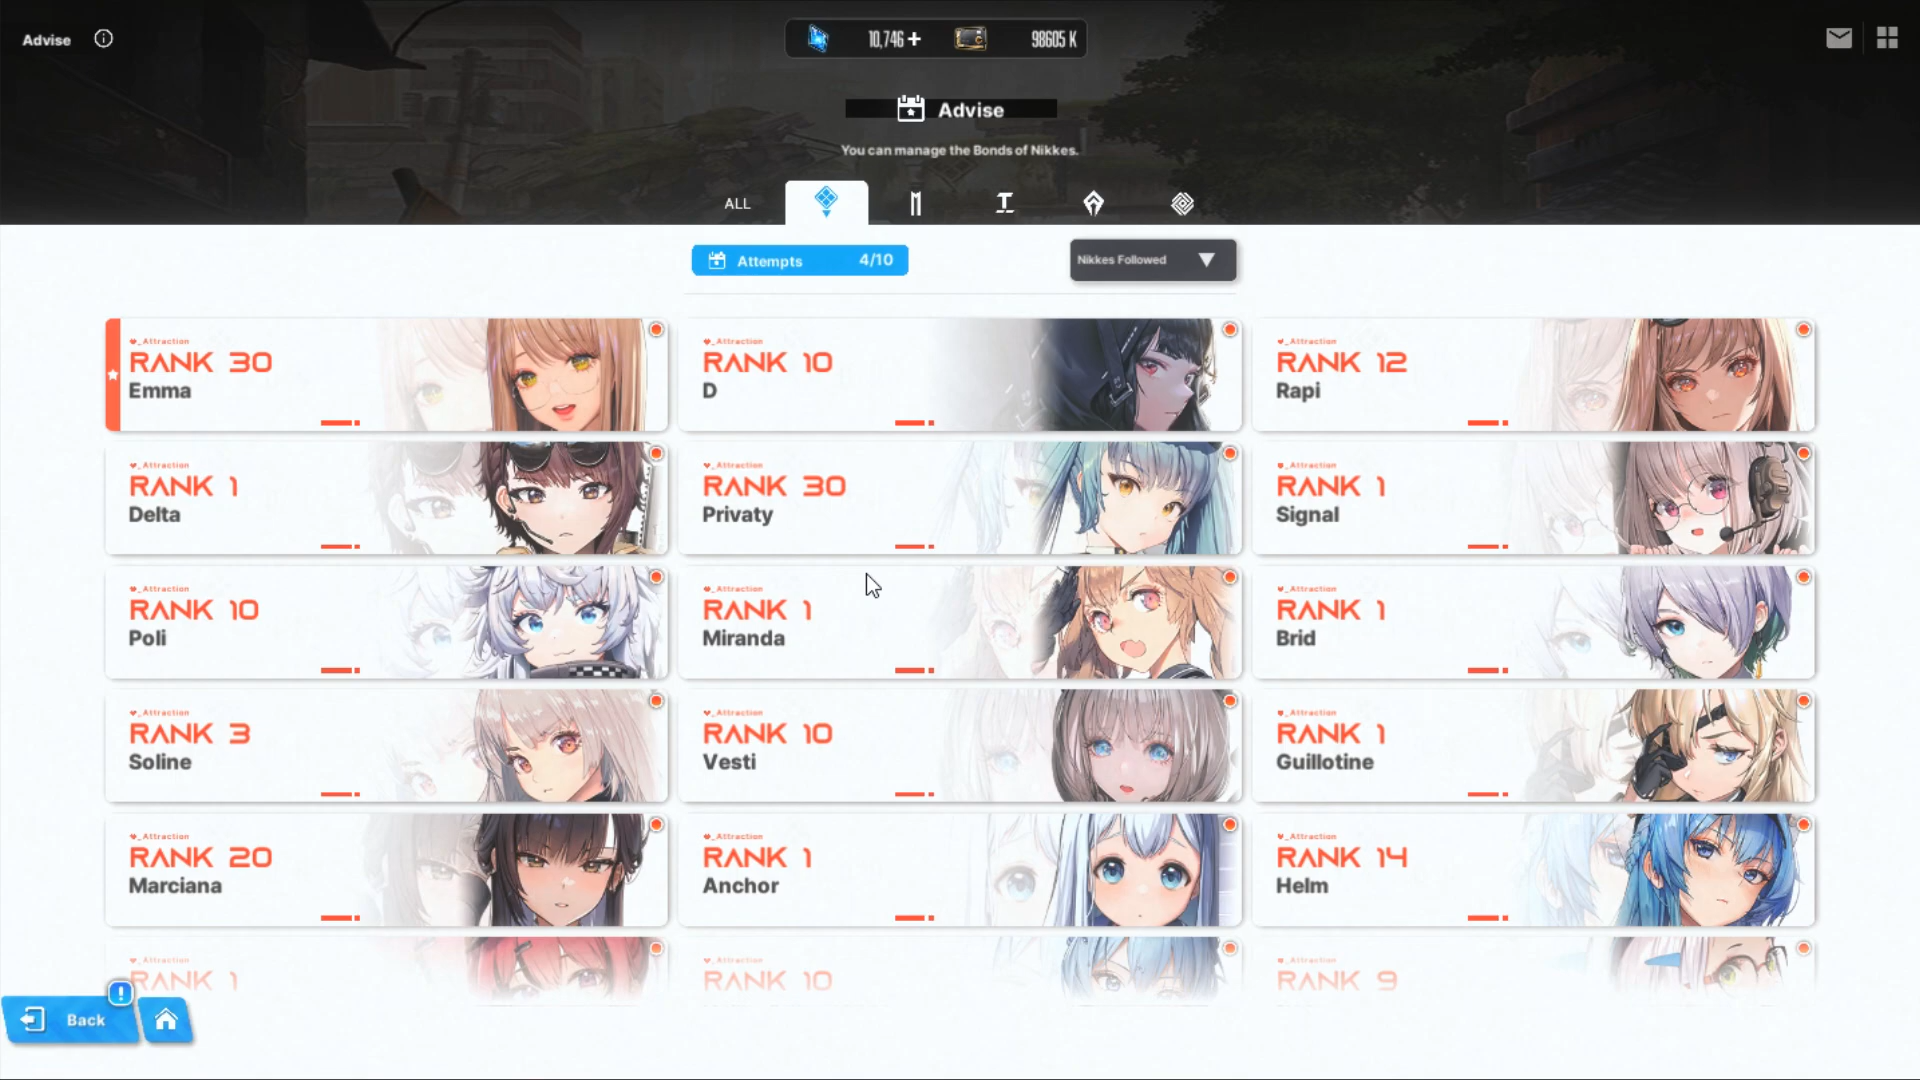 Advise
10,746 +
98605 K
Advise
You can manage the Bonds of Nikkes.
ALL
Attempts 4/10
Nikkes Followed
Attraction
RANK 30
Emma
Attraction
RANK 10
D
Attraction
RANK 12
Rapi
Attraction
RANK 1
Delta
Attraction
RANK 30
Privaty
Attraction
RANK 1
Signal
Attraction
RANK 10
Poli
Attraction
RANK 1
Miranda
Attraction
RANK 1
Brid
Attraction
RANK 3
Soline
Attraction
RANK 10
Vesti
Attraction
RANK 1
Guillotine
Attraction
RANK 20
Marciana
Attraction
RANK 1
Anchor
Attraction
RANK 14
Helm
Attraction
RANK 1
Attraction
RANK 10
Attraction
RANK 9
Back